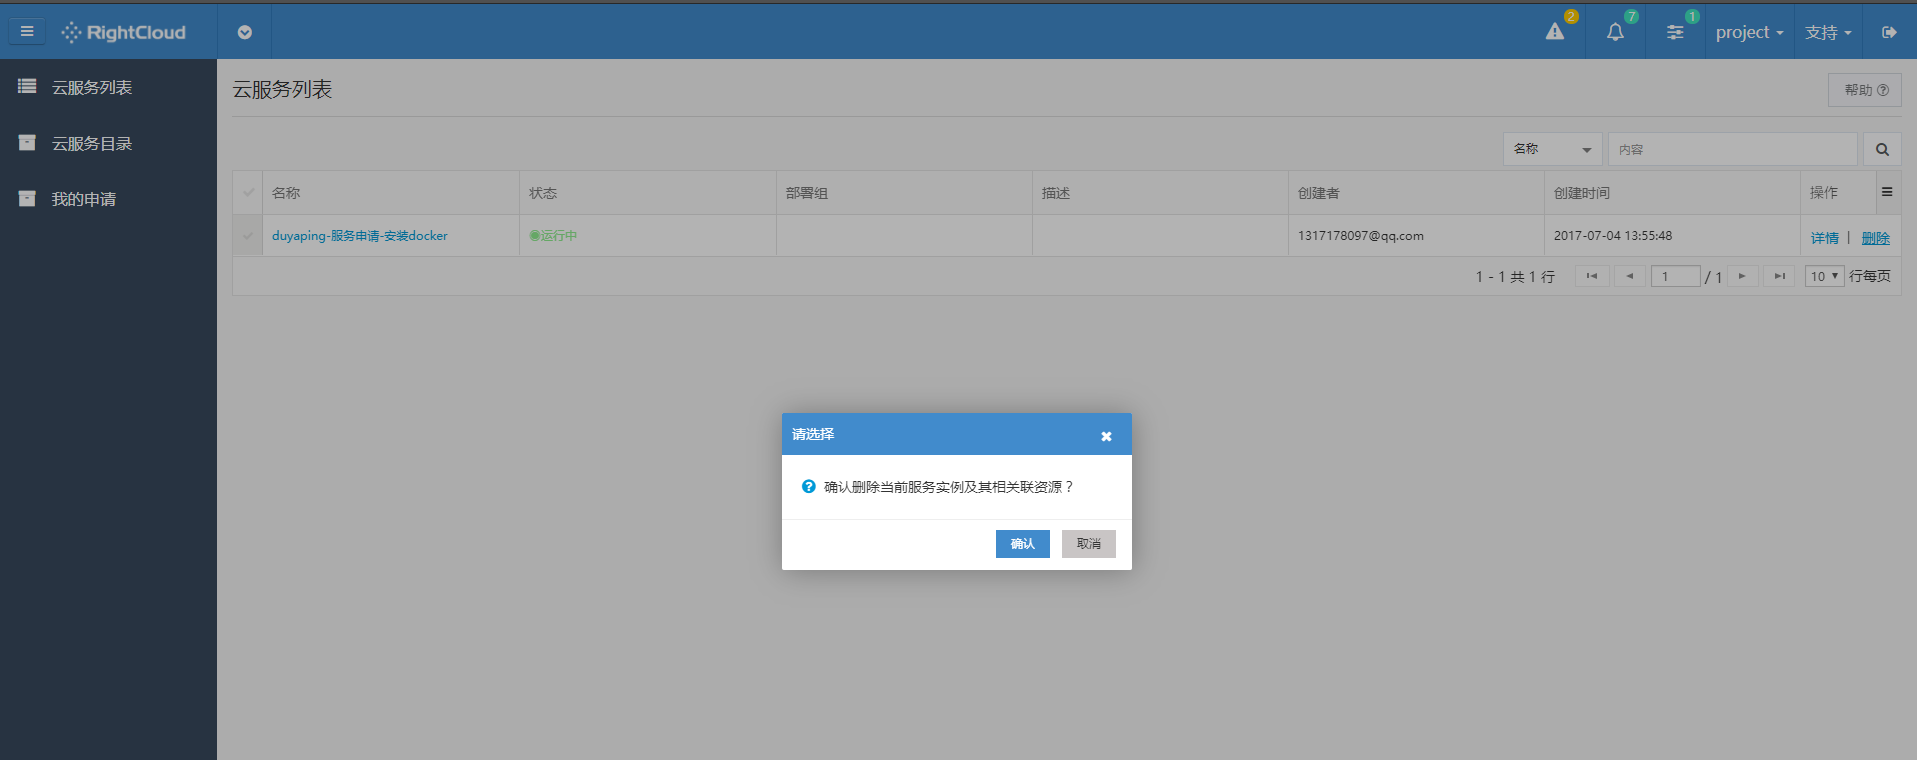 RightCloud
2
7
1
project
支持
云服务列表
云服务目录
我的申请
云服务列表
帮助
名称
内容
名称 状态 部署组 描述 创建者 创建时间 操作
duyaping-服务申请-安装docker 运行中 1317178097@qq.com 2017-07-04 13:55:48 详情 | 删除
1 - 1 共 1 行 1 / 1 10 行每页
请选择
确认删除当前服务实例及其相关联资源？
确认 取消